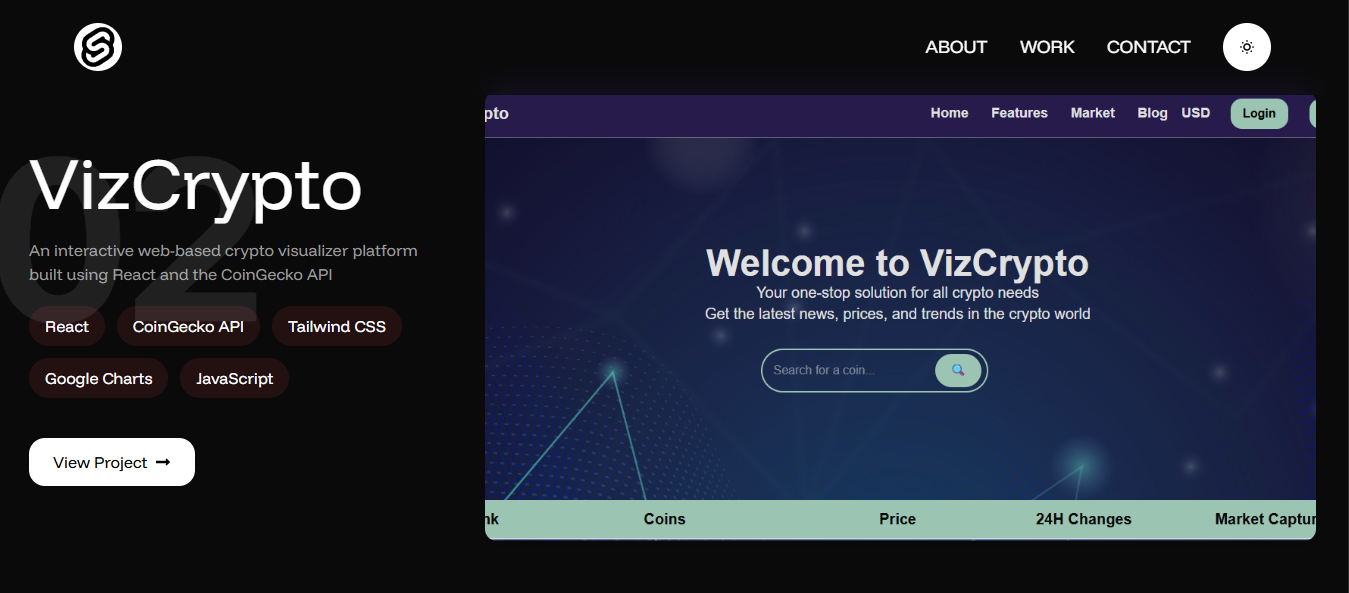 ABOUT WORK CONTACT
02
VizCrypto
An interactive web-based crypto visualizer platform
built using React and the CoinGecko API
React CoinGecko API Tailwind CSS
Google Charts JavaScript
View Project
pto Home Features Market Blog USD Login
Welcome to VizCrypto
Your one-stop solution for all crypto needs
Get the latest news, prices, and trends in the crypto world
Search for a coin...
nk Coins Price 24H Changes Market Captur